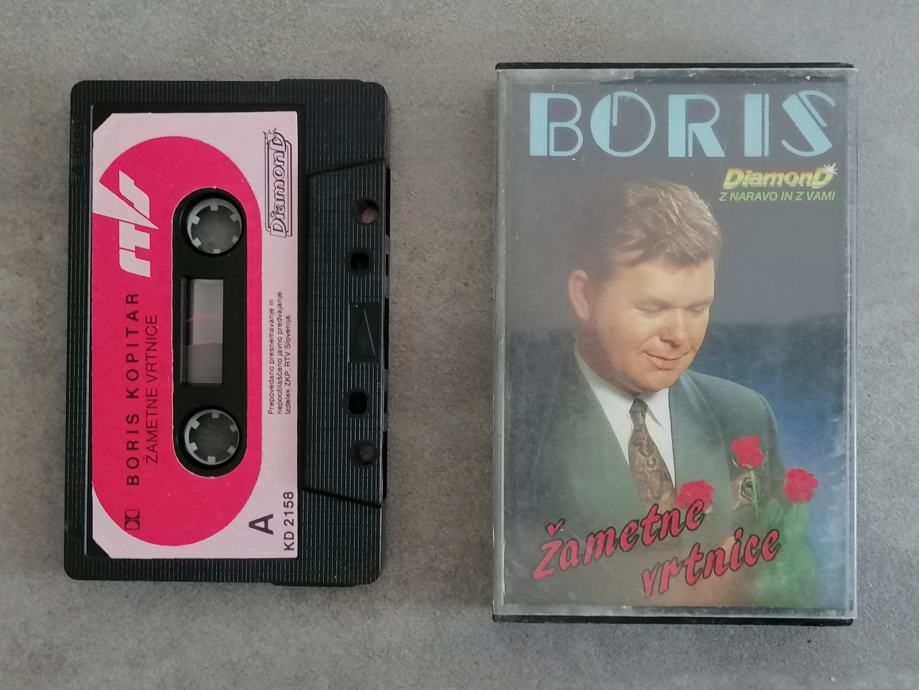 rtvs
BORIS KOPITAR
ŽAMETNE VRTNICE
DiamonD
Prepovedano presnemavanje in
nepooblaščeno javno predvajanje.
Izdelek ZKP RTV Slovenija.
A
KD 2158
BORIS
DiamonD
Z NARAVO IN Z VAMI
Žametne
vrtnice